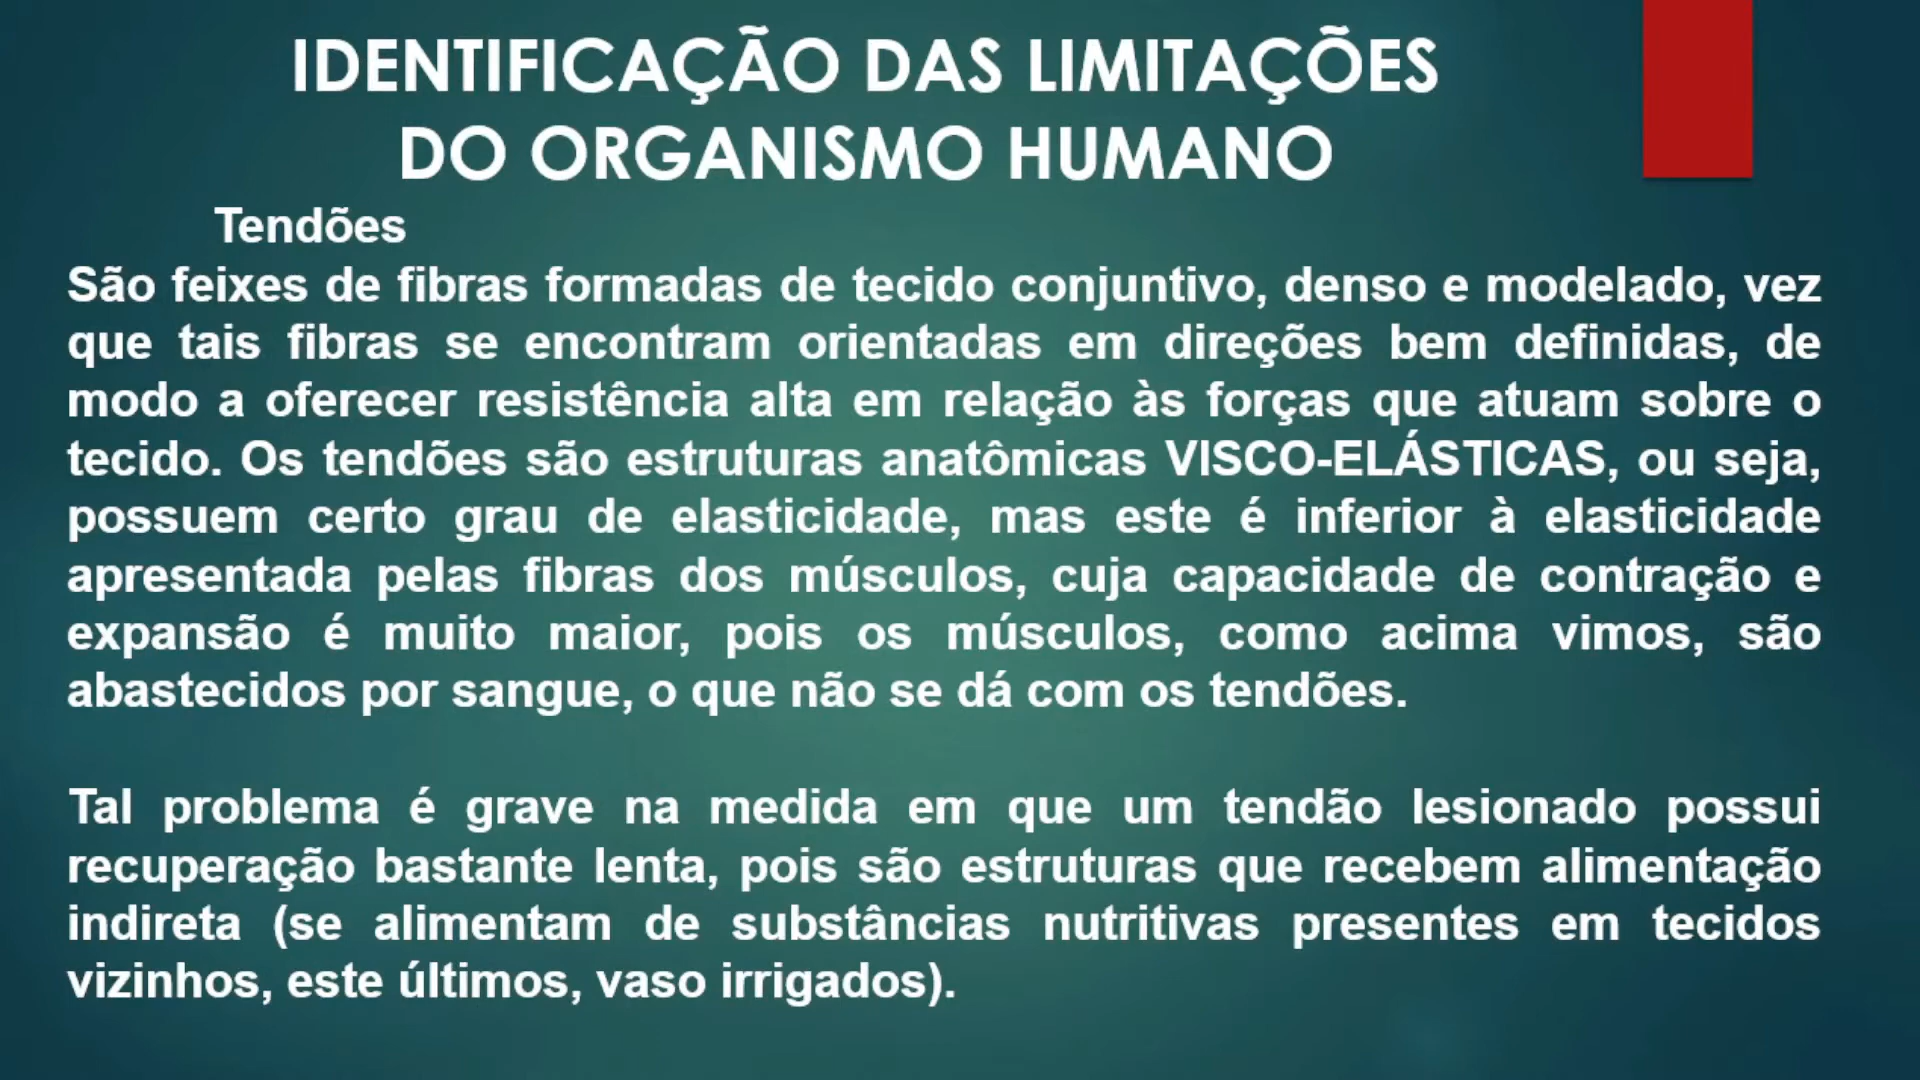 IDENTIFICAÇÃO DAS LIMITAÇÕES
DO ORGANISMO HUMANO
Tendões
São feixes de fibras formadas de tecido conjuntivo, denso e modelado, vez
que tais fibras se encontram orientadas em direções bem definidas, de
modo a oferecer resistência alta em relação às forças que atuam sobre o
tecido. Os tendões são estruturas anatômicas VISCO-ELÁSTICAS, ou seja,
possuem certo grau de elasticidade, mas este é inferior à elasticidade
apresentada pelas fibras dos músculos, cuja capacidade de contração e
expansão é muito maior, pois os músculos, como acima vimos, são
abastecidos por sangue, o que não se dá com os tendões.
Tal problema é grave na medida em que um tendão lesionado possui
recuperação bastante lenta, pois são estruturas que recebem alimentação
indireta (se alimentam de substâncias nutritivas presentes em tecidos
vizinhos, este últimos, vaso irrigados).